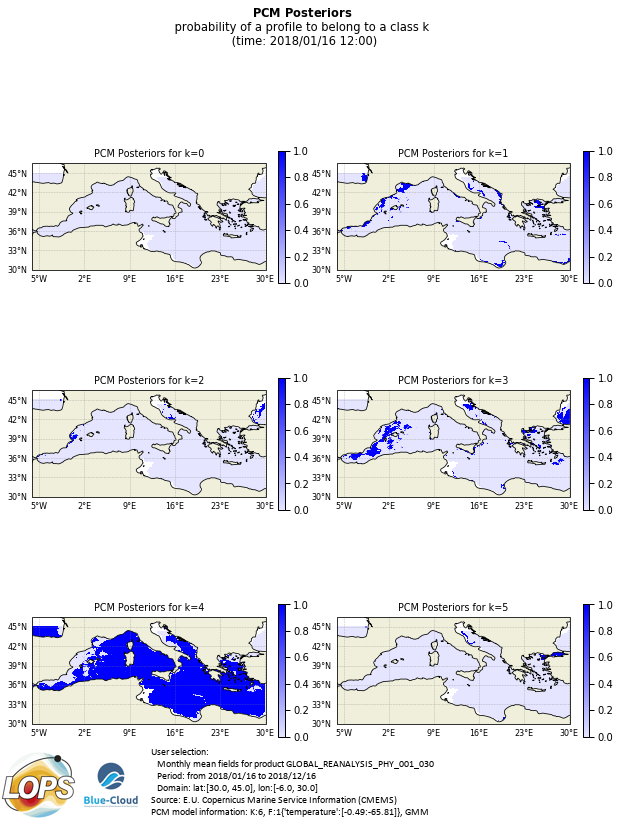 PCM Posteriors
probability of a profile to belong to a class k
(time: 2018/01/16 12:00)
PCM Posteriors for k=0
45°N
42°N
39°N
36°N
33°N
30°N
5°W 2°E 9°E 16°E 23°E 30°E
1.0
0.8
0.6
0.4
0.2
0.0
PCM Posteriors for k=1
45°N
42°N
39°N
36°N
33°N
30°N
5°W 2°E 9°E 16°E 23°E 30°E
1.0
0.8
0.6
0.4
0.2
0.0
PCM Posteriors for k=2
45°N
42°N
39°N
36°N
33°N
30°N
5°W 2°E 9°E 16°E 23°E 30°E
1.0
0.8
0.6
0.4
0.2
0.0
PCM Posteriors for k=3
45°N
42°N
39°N
36°N
33°N
30°N
5°W 2°E 9°E 16°E 23°E 30°E
1.0
0.8
0.6
0.4
0.2
0.0
PCM Posteriors for k=4
45°N
42°N
39°N
36°N
33°N
30°N
5°W 2°E 9°E 16°E 23°E 30°E
1.0
0.8
0.6
0.4
0.2
0.0
PCM Posteriors for k=5
45°N
42°N
39°N
36°N
33°N
30°N
5°W 2°E 9°E 16°E 23°E 30°E
1.0
0.8
0.6
0.4
0.2
0.0
LOPS
Blue-Cloud
User selection:
Monthly mean fields for product GLOBAL_REANALYSIS_PHY_001_030
Period: from 2018/01/16 to 2018/12/16
Domain: lat:[30.0, 45.0], lon:[-6.0, 30.0]
Source: E.U. Copernicus Marine Service Information (CMEMS)
PCM model information: K:6, F:1{'temperature':[-0.49:-65.81]}, GMM